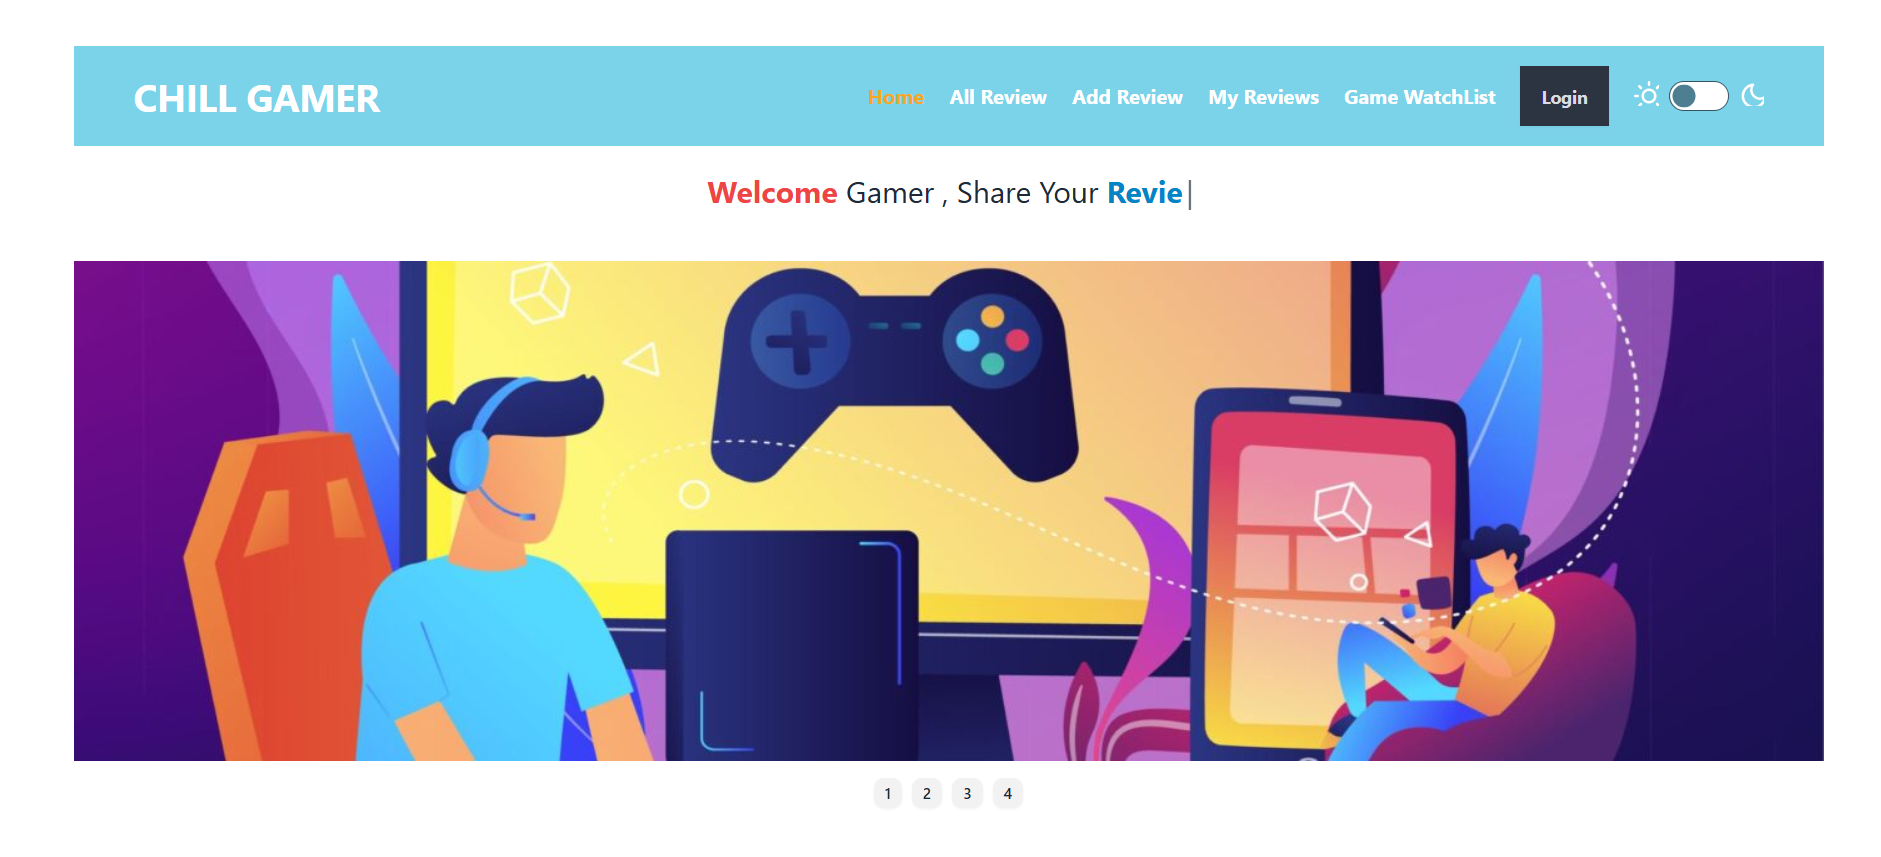 CHILL GAMER
Home All Review Add Review My Reviews Game WatchList Login
Welcome Gamer , Share Your Revie|
1 2 3 4